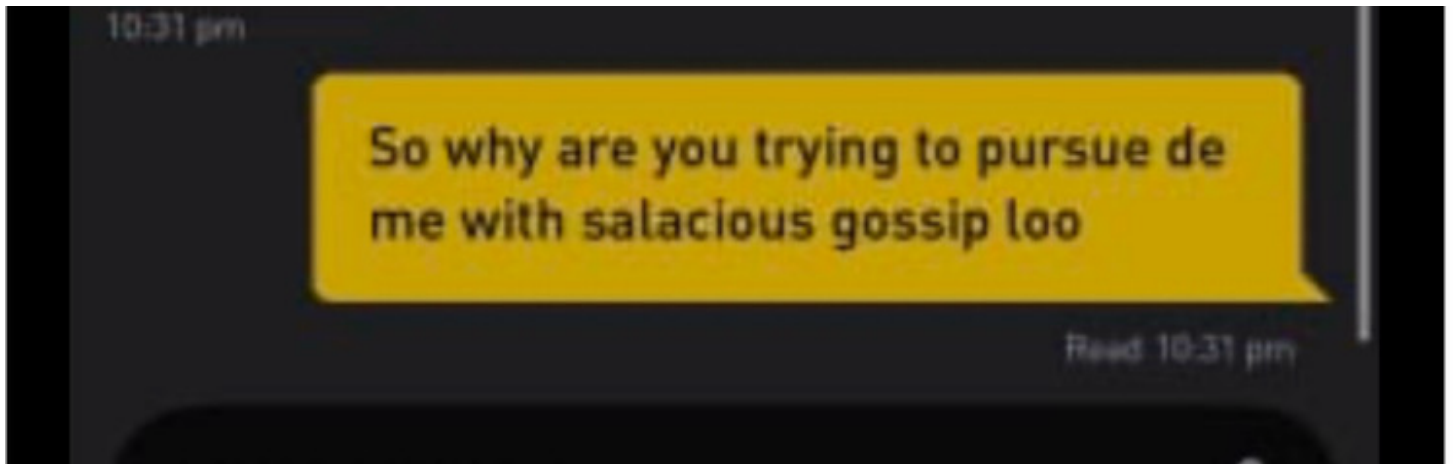 10:31 pm
So why are you trying to pursue de
me with salacious gossip loo
Read 10:31 pm